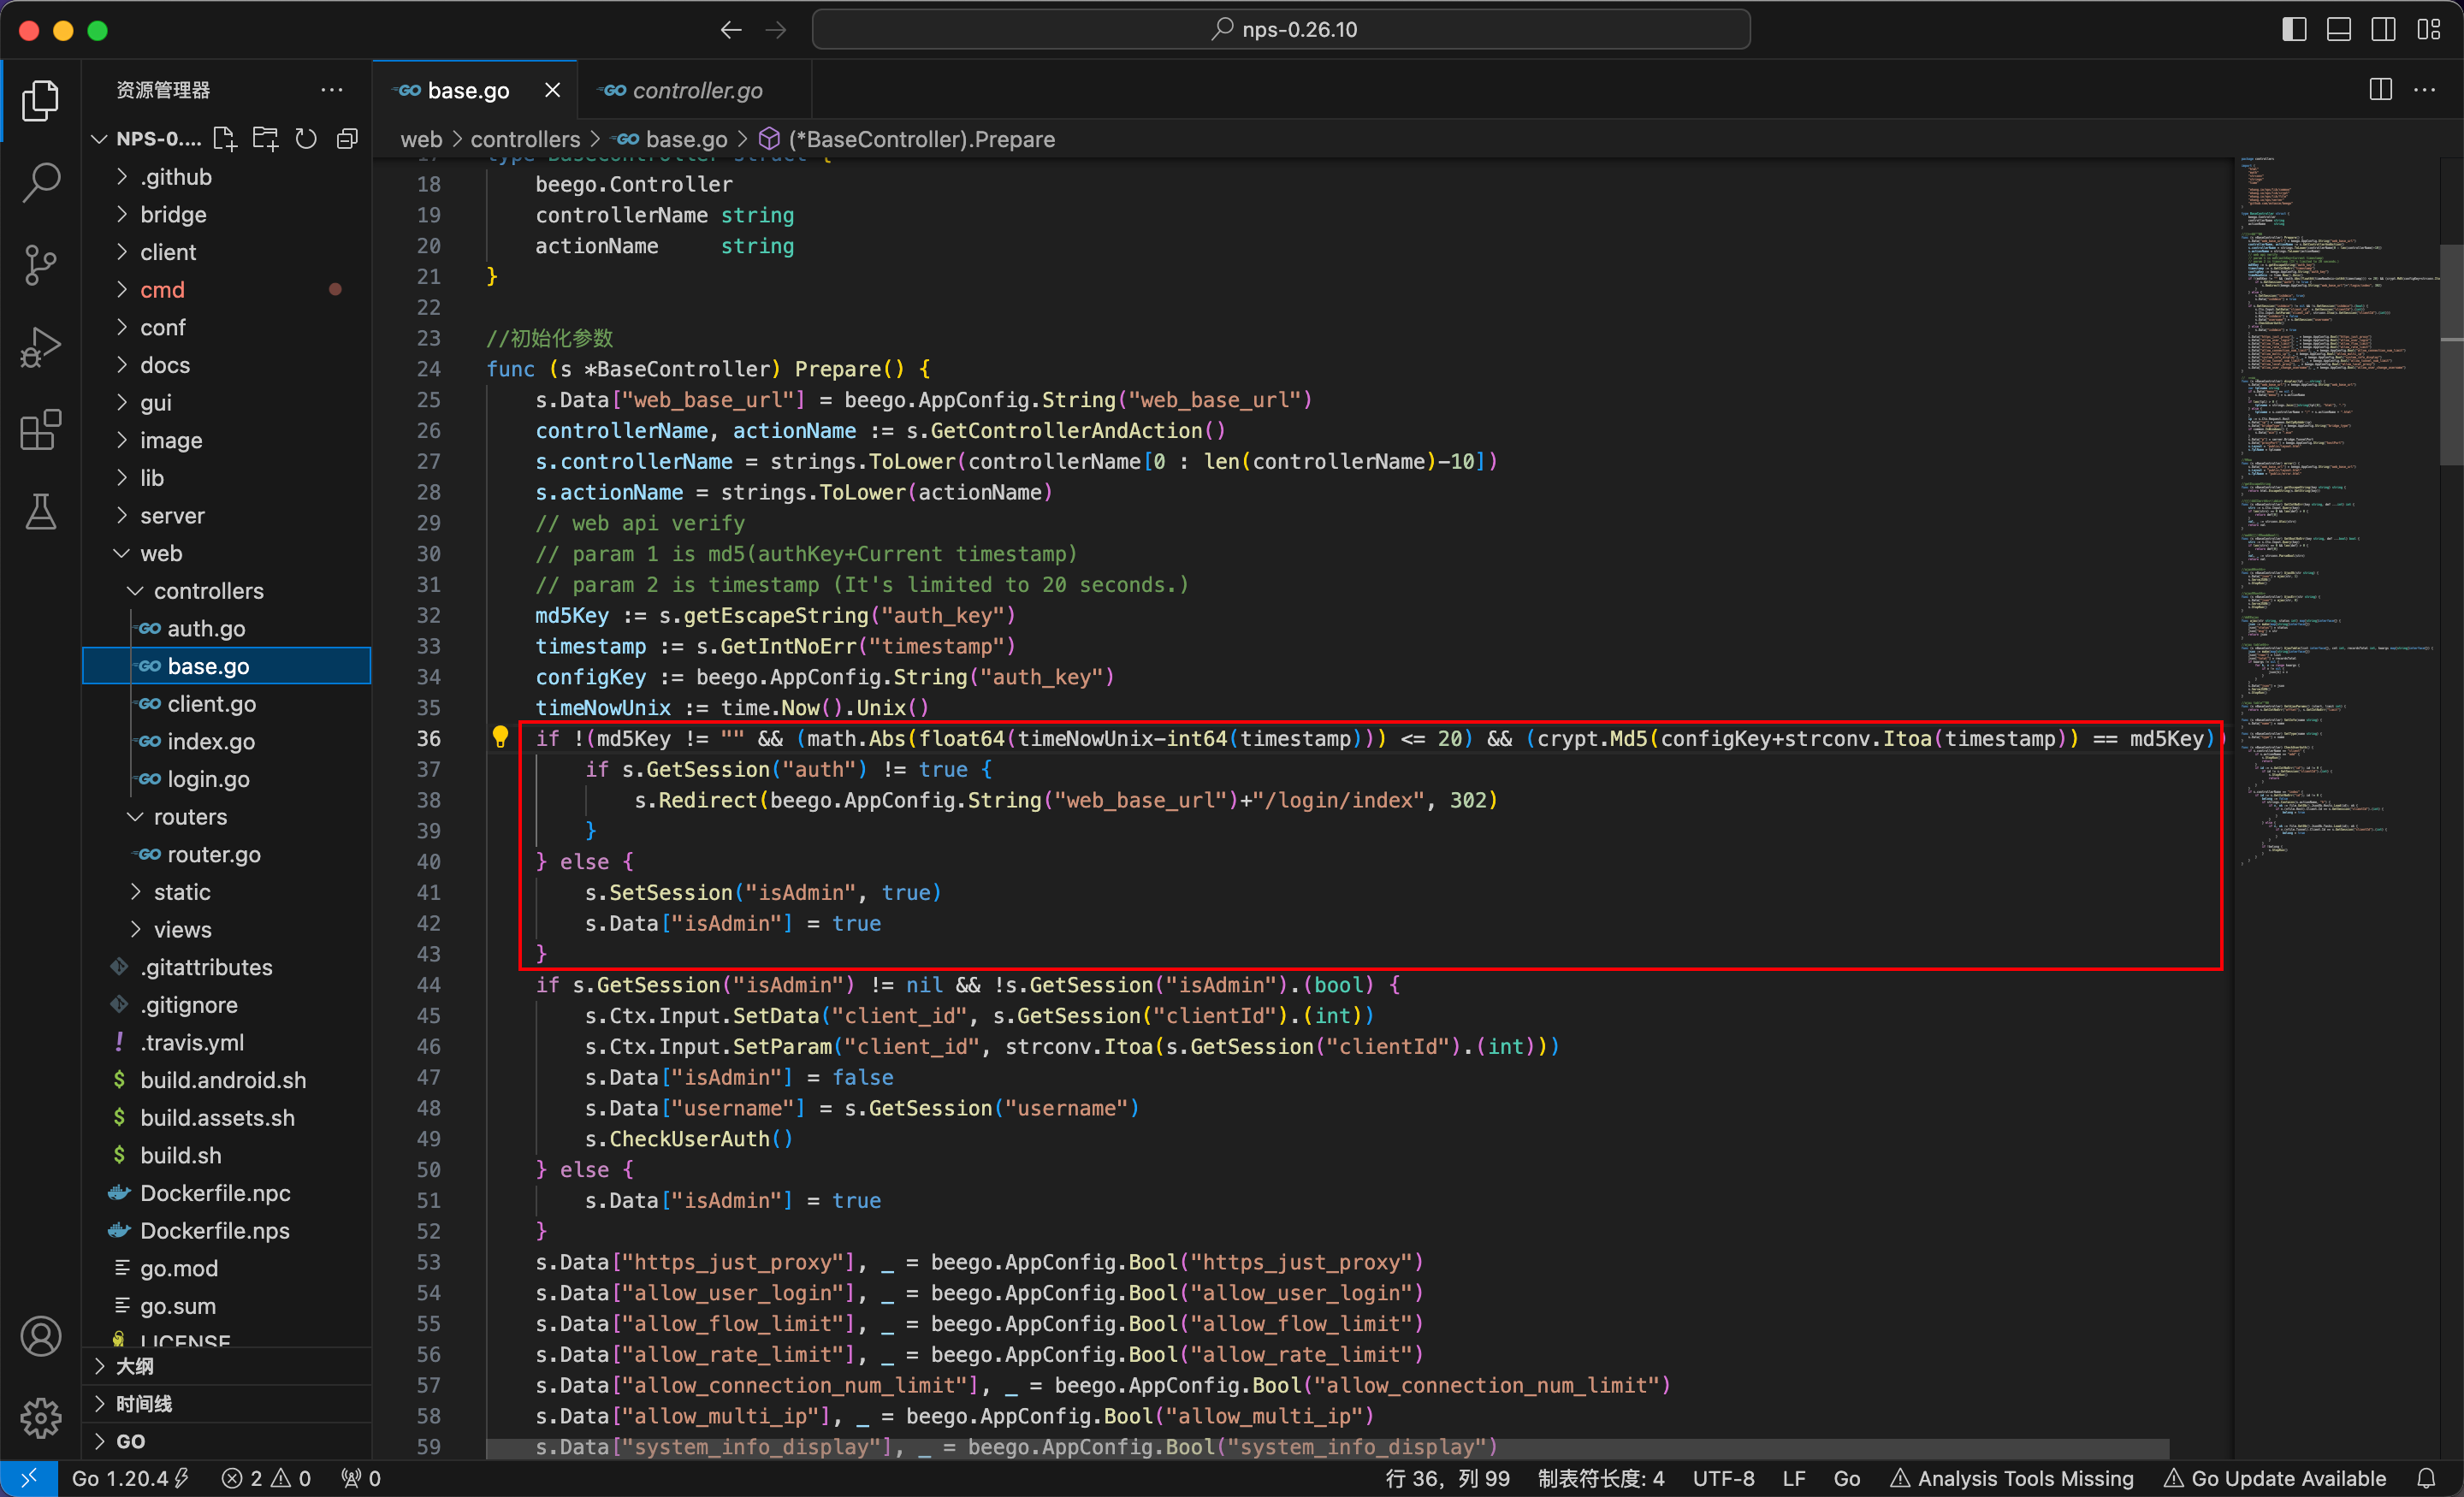 nps-0.26.10
资源管理器
base.go
controller.go
NPS-0....
web > controllers > base.go > (*BaseController).Prepare
.github
bridge
client
cmd
conf
docs
gui
image
lib
server
web
controllers
auth.go
base.go
client.go
index.go
login.go
routers
router.go
static
views
.gitattributes
.gitignore
.travis.yml
build.android.sh
build.assets.sh
build.sh
Dockerfile.npc
Dockerfile.nps
go.mod
go.sum
LICENSE
大纲
时间线
GO
17 type BaseController struct {
18 beego.Controller
19 controllerName string
20 actionName string
21 }
22
23 //初始化参数
24 func (s *BaseController) Prepare() {
25 s.Data["web_base_url"] = beego.AppConfig.String("web_base_url")
26 controllerName, actionName := s.GetControllerAndAction()
27 s.controllerName = strings.ToLower(controllerName[0 : len(controllerName)-10])
28 s.actionName = strings.ToLower(actionName)
29 // web api verify
30 // param 1 is md5(authKey+Current timestamp)
31 // param 2 is timestamp (It's limited to 20 seconds.)
32 md5Key := s.getEscapeString("auth_key")
33 timestamp := s.GetIntNoErr("timestamp")
34 configKey := beego.AppConfig.String("auth_key")
35 timeNowUnix := time.Now().Unix()
36 if !(md5Key != "" && (math.Abs(float64(timeNowUnix-int64(timestamp))) <= 20) && (crypt.Md5(configKey+strconv.Itoa(timestamp)) == md5Key))
37 if s.GetSession("auth") != true {
38 s.Redirect(beego.AppConfig.String("web_base_url")+"/login/index", 302)
39 }
40 } else {
41 s.SetSession("isAdmin", true)
42 s.Data["isAdmin"] = true
43 }
44 if s.GetSession("isAdmin") != nil && !s.GetSession("isAdmin").(bool) {
45 s.Ctx.Input.SetData("client_id", s.GetSession("clientId").(int))
46 s.Ctx.Input.SetParam("client_id", strconv.Itoa(s.GetSession("clientId").(int)))
47 s.Data["isAdmin"] = false
48 s.Data["username"] = s.GetSession("username")
49 s.CheckUserAuth()
50 } else {
51 s.Data["isAdmin"] = true
52 }
53 s.Data["https_just_proxy"], _ = beego.AppConfig.Bool("https_just_proxy")
54 s.Data["allow_user_login"], _ = beego.AppConfig.Bool("allow_user_login")
55 s.Data["allow_flow_limit"], _ = beego.AppConfig.Bool("allow_flow_limit")
56 s.Data["allow_rate_limit"], _ = beego.AppConfig.Bool("allow_rate_limit")
57 s.Data["allow_connection_num_limit"], _ = beego.AppConfig.Bool("allow_connection_num_limit")
58 s.Data["allow_multi_ip"], _ = beego.AppConfig.Bool("allow_multi_ip")
59 s.Data["system_info_display"], _ = beego.AppConfig.Bool("system_info_display")
Go 1.20.4 2 0 0 行 36，列 99 制表符长度: 4 UTF-8 LF Go Analysis Tools Missing Go Update Available